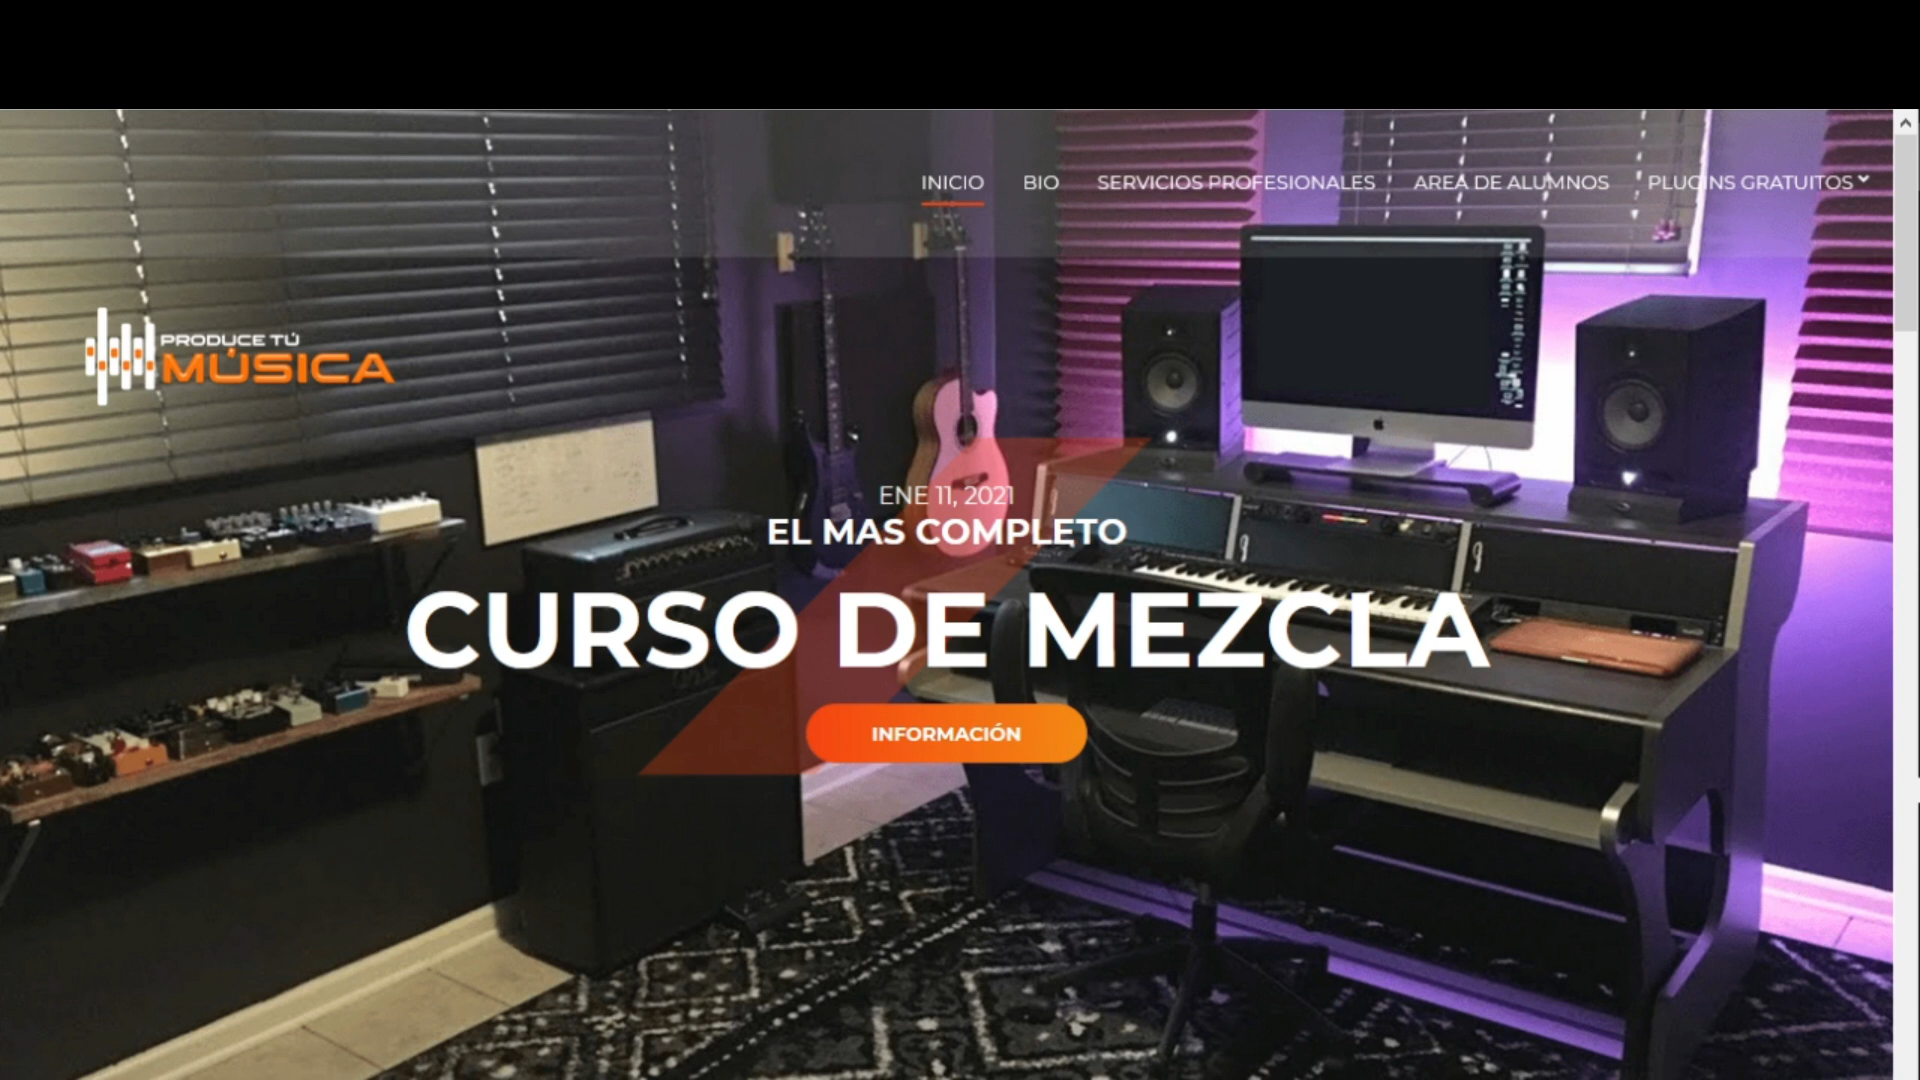 INICIO BIO SERVICIOS PROFESIONALES AREA DE ALUMNOS PLUGINS GRATUITOS
PRODUCE TÚ
MÚSICA
ENE 11, 2021
EL MAS COMPLETO
CURSO DE MEZCLA
INFORMACIÓN